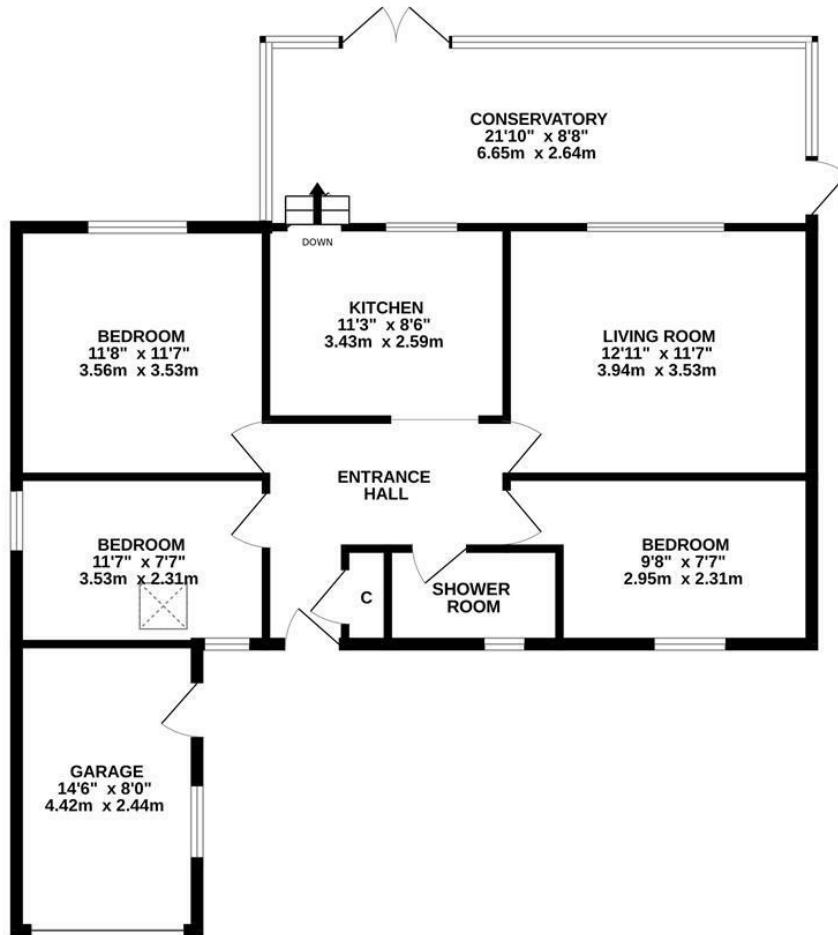 CONSERVATORY
21'10" x 8'8"
6.65m x 2.64m
DOWN
KITCHEN
11'3" x 8'6"
3.43m x 2.59m
BEDROOM
11'8" x 11'7"
3.56m x 3.53m
LIVING ROOM
12'11" x 11'7"
3.94m x 3.53m
ENTRANCE
HALL
BEDROOM
11'7" x 7'7"
3.53m x 2.31m
BEDROOM
9'8" x 7'7"
2.95m x 2.31m
C
SHOWER
ROOM
GARAGE
14'6" x 8'0"
4.42m x 2.44m